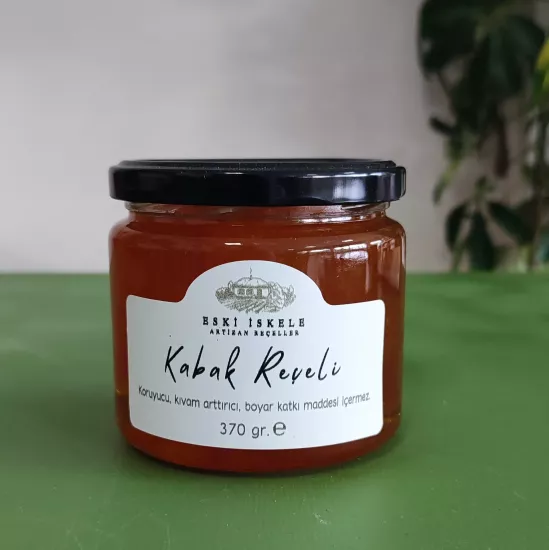 ESKİ İSKELE
ARTİZAN REÇELLER
Kabak Reçeli
Koruyucu, kıvam arttırıcı, boyar katkı maddesi içermez.
370 gr.℮